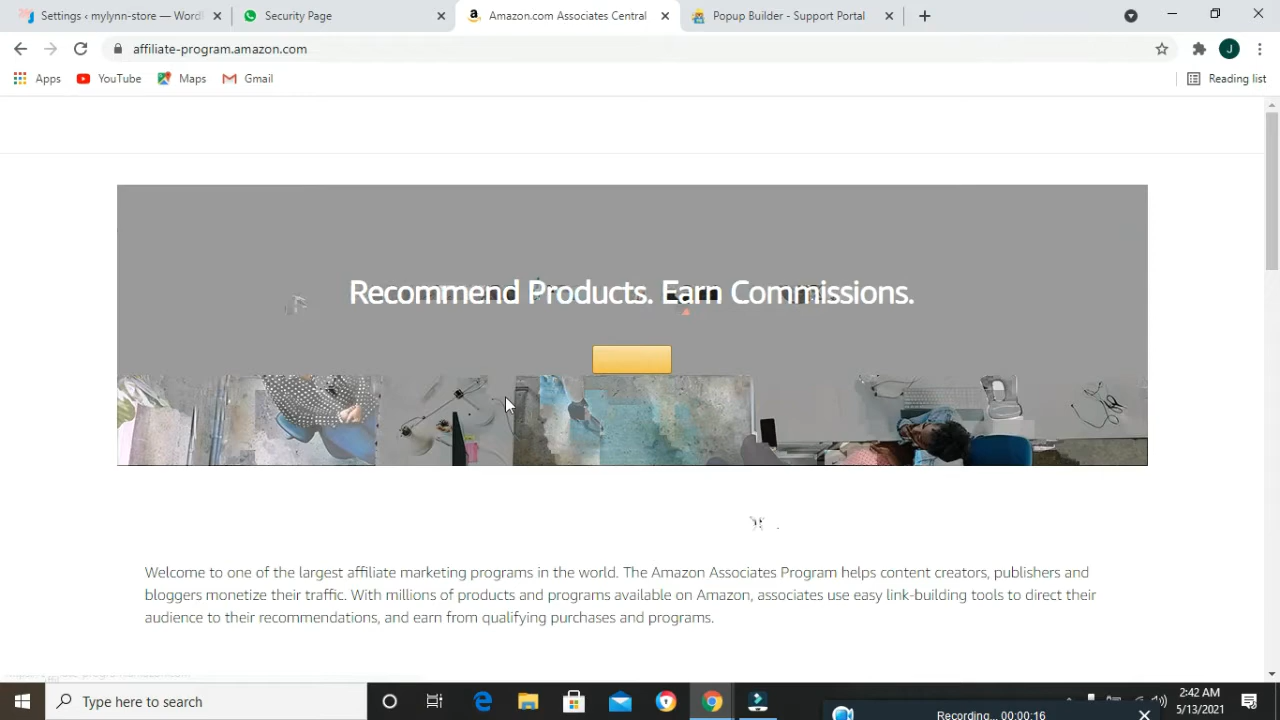 Settings ‹ mylynn-store — Word
Security Page
Amazon.com Associates Central
Popup Builder - Support Portal
affiliate-program.amazon.com
J
Apps
YouTube
Maps
Gmail
Reading list
Recommend Products. Earn Commissions.
Welcome to one of the largest affiliate marketing programs in the world. The Amazon Associates Program helps content creators, publishers and
bloggers monetize their traffic. With millions of products and programs available on Amazon, associates use easy link-building tools to direct their
audience to their recommendations, and earn from qualifying purchases and programs.
Type here to search
Recording... 00:00:16
2:42 AM
5/13/2021